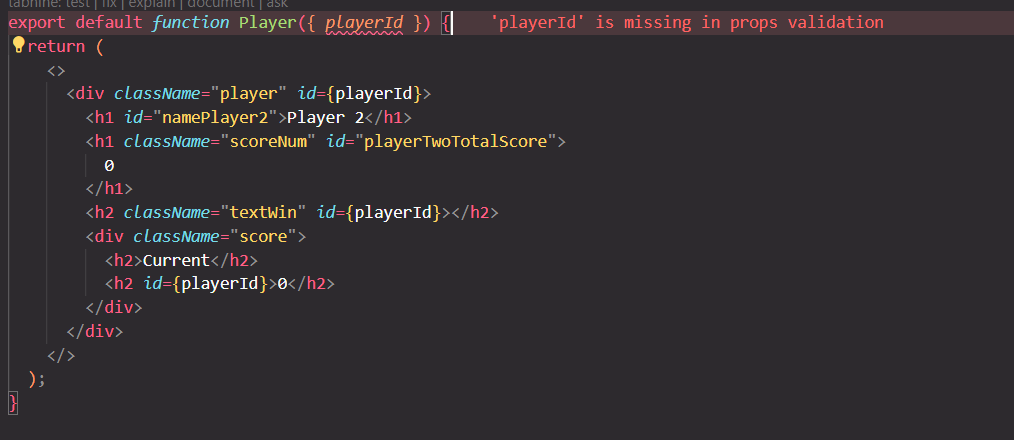 tabnine: test | fix | explain | document | ask
export default function Player({ playerId }) {    'playerId' is missing in props validation
return (
<>
<div className="player" id={playerId}>
<h1 id="namePlayer2">Player 2</h1>
<h1 className="scoreNum" id="playerTwoTotalScore">
0
</h1>
<h2 className="textWin" id={playerId}></h2>
<div className="score">
<h2>Current</h2>
<h2 id={playerId}>0</h2>
</div>
</div>
</>
);
}